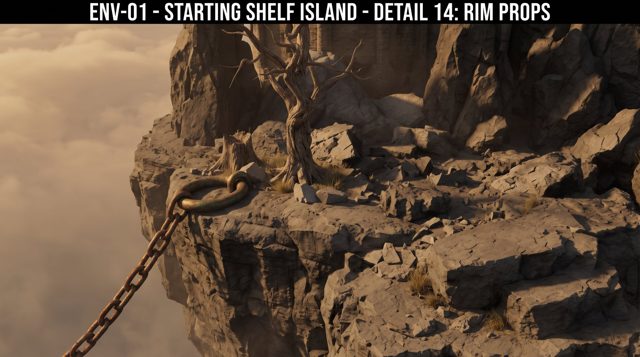 ENV-01 - STARTING SHELF ISLAND - DETAIL 14: RIM PROPS